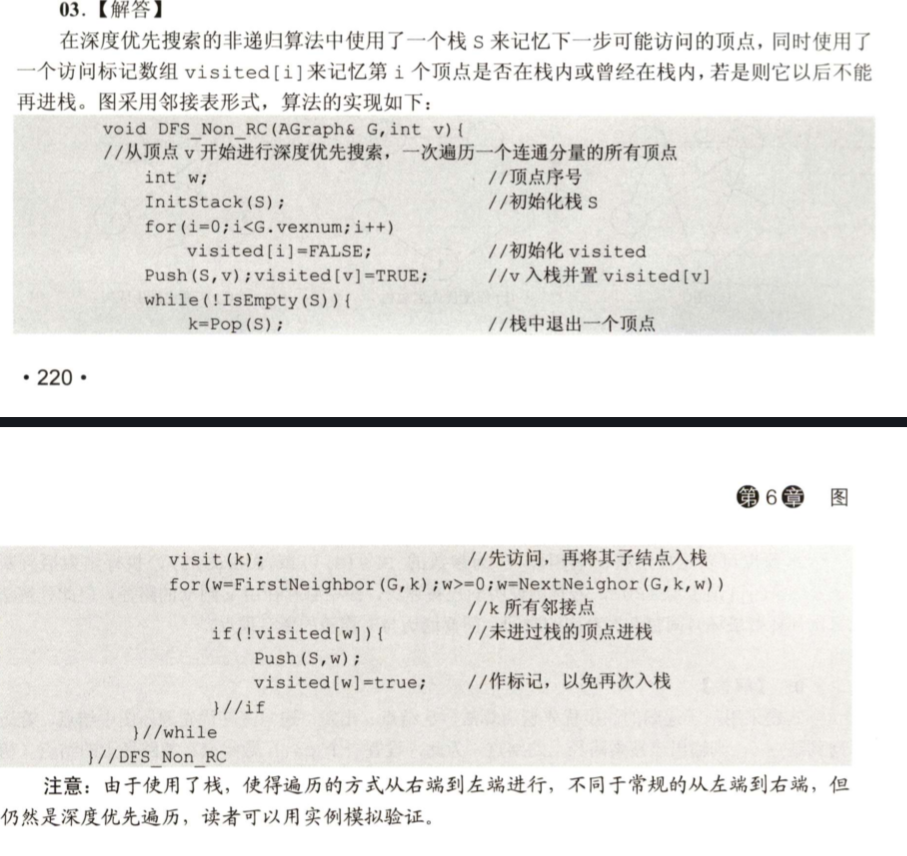 03.【解答】
在深度优先搜索的非递归算法中使用了一个栈 S 来记忆下一步可能访问的顶点，同时使用了
一个访问标记数组 visited[i]来记忆第 i 个顶点是否在栈内或曾经在栈内，若是则它以后不能
再进栈。图采用邻接表形式，算法的实现如下：
void DFS_Non_RC(AGraph& G,int v){
//从顶点 v 开始进行深度优先搜索，一次遍历一个连通分量的所有顶点
int w; //顶点序号
InitStack(S); //初始化栈 S
for(i=0;i<G.vexnum;i++)
visited[i]=FALSE; //初始化 visited
Push(S,v);visited[v]=TRUE; //v 入栈并置 visited[v]
while(!IsEmpty(S)){
k=Pop(S); //栈中退出一个顶点
·220·
第6章 图
visit(k); //先访问，再将其子结点入栈
for(w=FirstNeighbor(G,k);w>=0;w=NextNeighor(G,k,w))
//k 所有邻接点
if(!visited[w]){ //未进过栈的顶点进栈
Push(S,w);
visited[w]=true; //作标记，以免再次入栈
}//if
}//while
}//DFS_Non_RC
注意：由于使用了栈，使得遍历的方式从右端到左端进行，不同于常规的从左端到右端，但
仍然是深度优先遍历，读者可以用实例模拟验证。